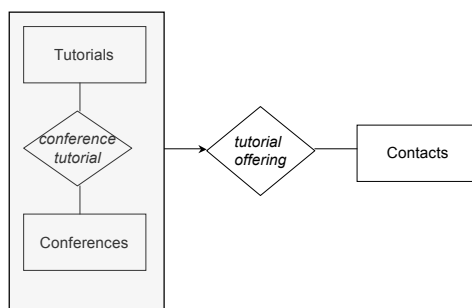 Tutorials
conference
tutorial
Conferences
tutorial
offering
Contacts